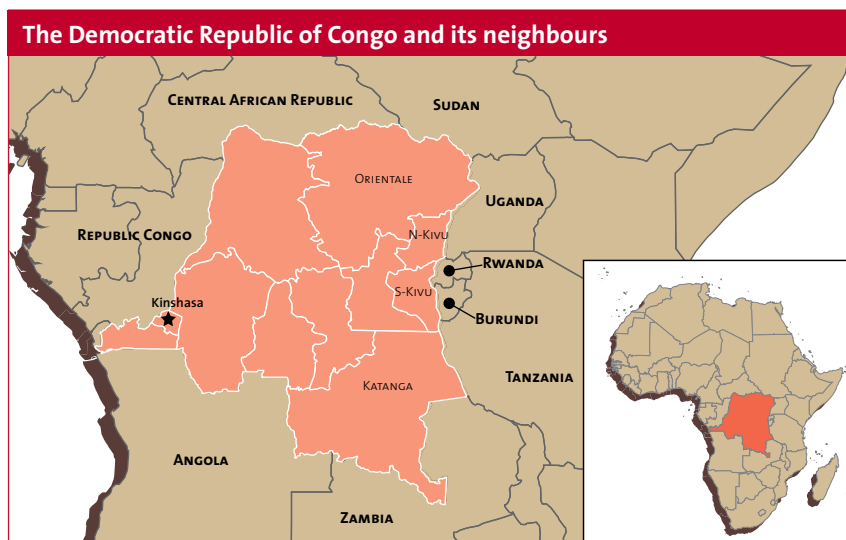 The Democratic Republic of Congo and its neighbours
CENTRAL AFRICAN REPUBLIC
SUDAN
ORIENTALE
UGANDA
N-KIVU
REPUBLIC CONGO
RWANDA
S-KIVU
Kinshasa
BURUNDI
TANZANIA
KATANGA
ANGOLA
ZAMBIA